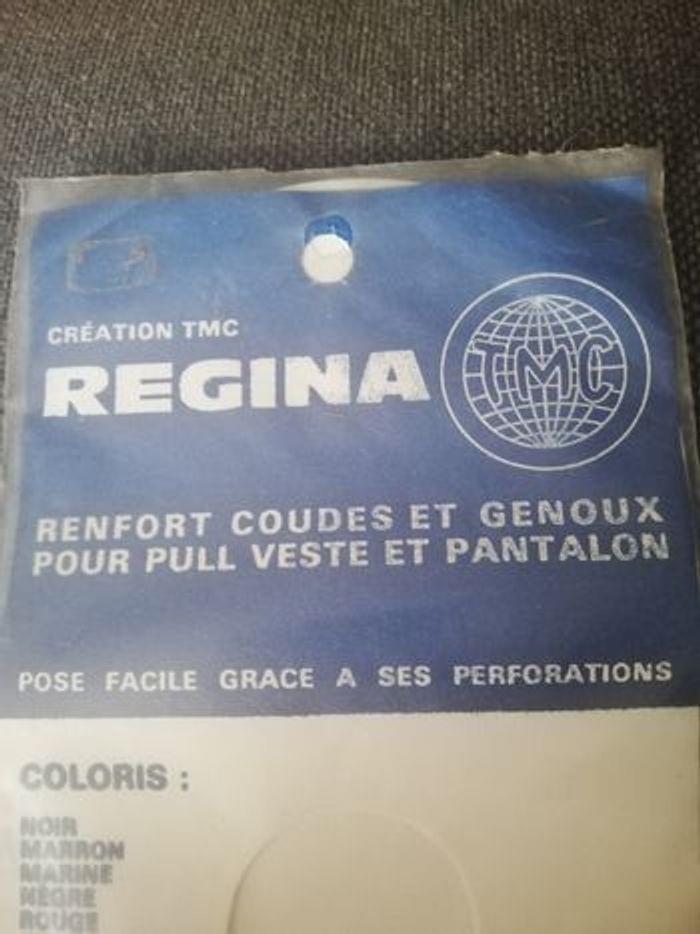 CRÉATION TMC
REGINA
TMC
RENFORT COUDES ET GENOUX
POUR PULL VESTE ET PANTALON
POSE FACILE GRACE A SES PERFORATIONS
COLORIS :
NOIR
MARRON
MARINE
NÈGRE
ROUGE